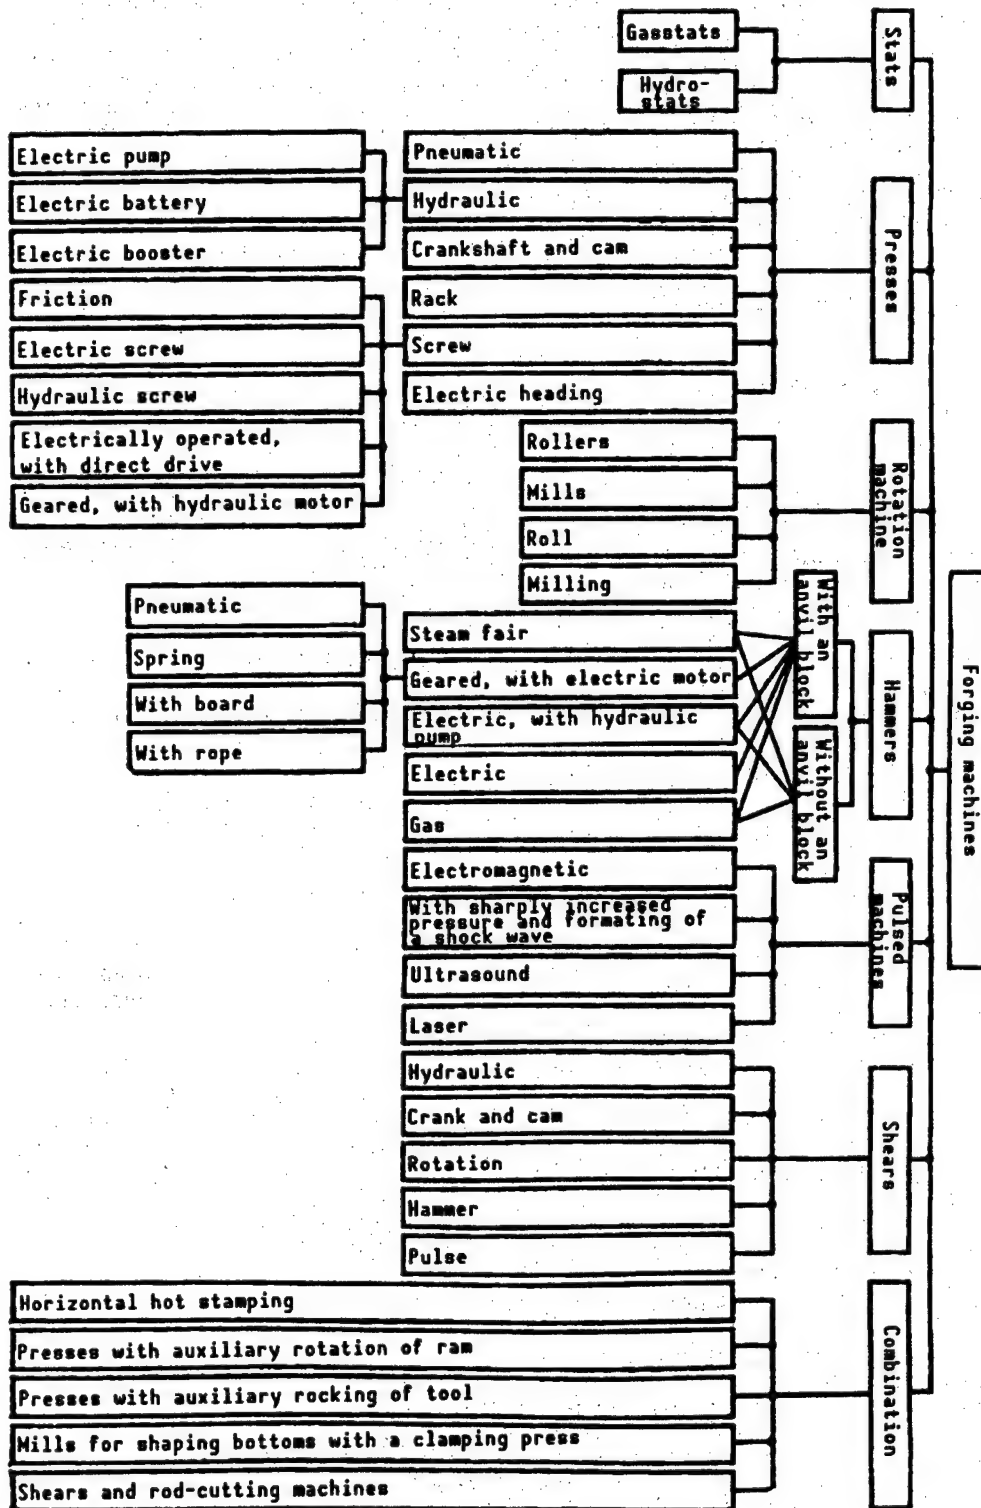 Forging machines
Stats
Gasstats
Hydro-
stats
Presses
Pneumatic
Hydraulic
Electric pump
Electric battery
Electric booster
Crankshaft and cam
Rack
Screw
Friction
Electric screw
Hydraulic screw
Electrically operated,
with direct drive
Geared, with hydraulic motor
Electric heading
Rotation
machine
Rollers
Mills
Roll
Milling
Hammers
With an
anvil block
Without an
anvil block
Steam fair
Geared, with electric motor
Pneumatic
Spring
With board
With rope
Electric, with hydraulic
pump
Electric
Gas
Pulsed
machines
Electromagnetic
With sharply increased
pressure and formating of
a shock wave
Ultrasound
Laser
Shears
Hydraulic
Crank and cam
Rotation
Hammer
Pulse
Combination
Horizontal hot stamping
Presses with auxiliary rotation of ram
Presses with auxiliary rocking of tool
Mills for shaping bottoms with a clamping press
Shears and rod-cutting machines